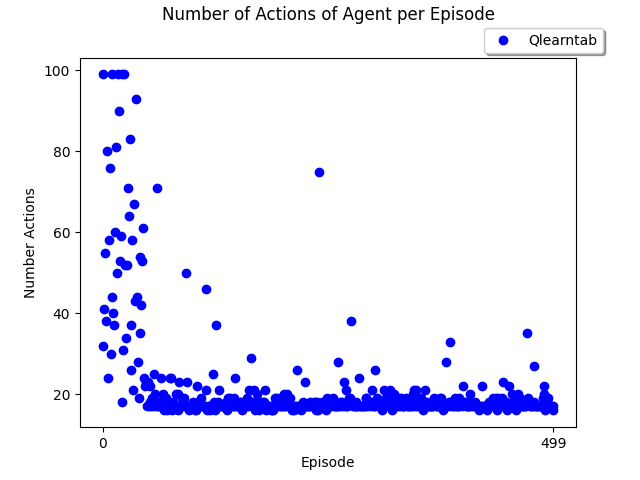 Number of Actions of Agent per Episode
Qlearntab
100
80
60
40
20
Number Actions
0
499
Episode